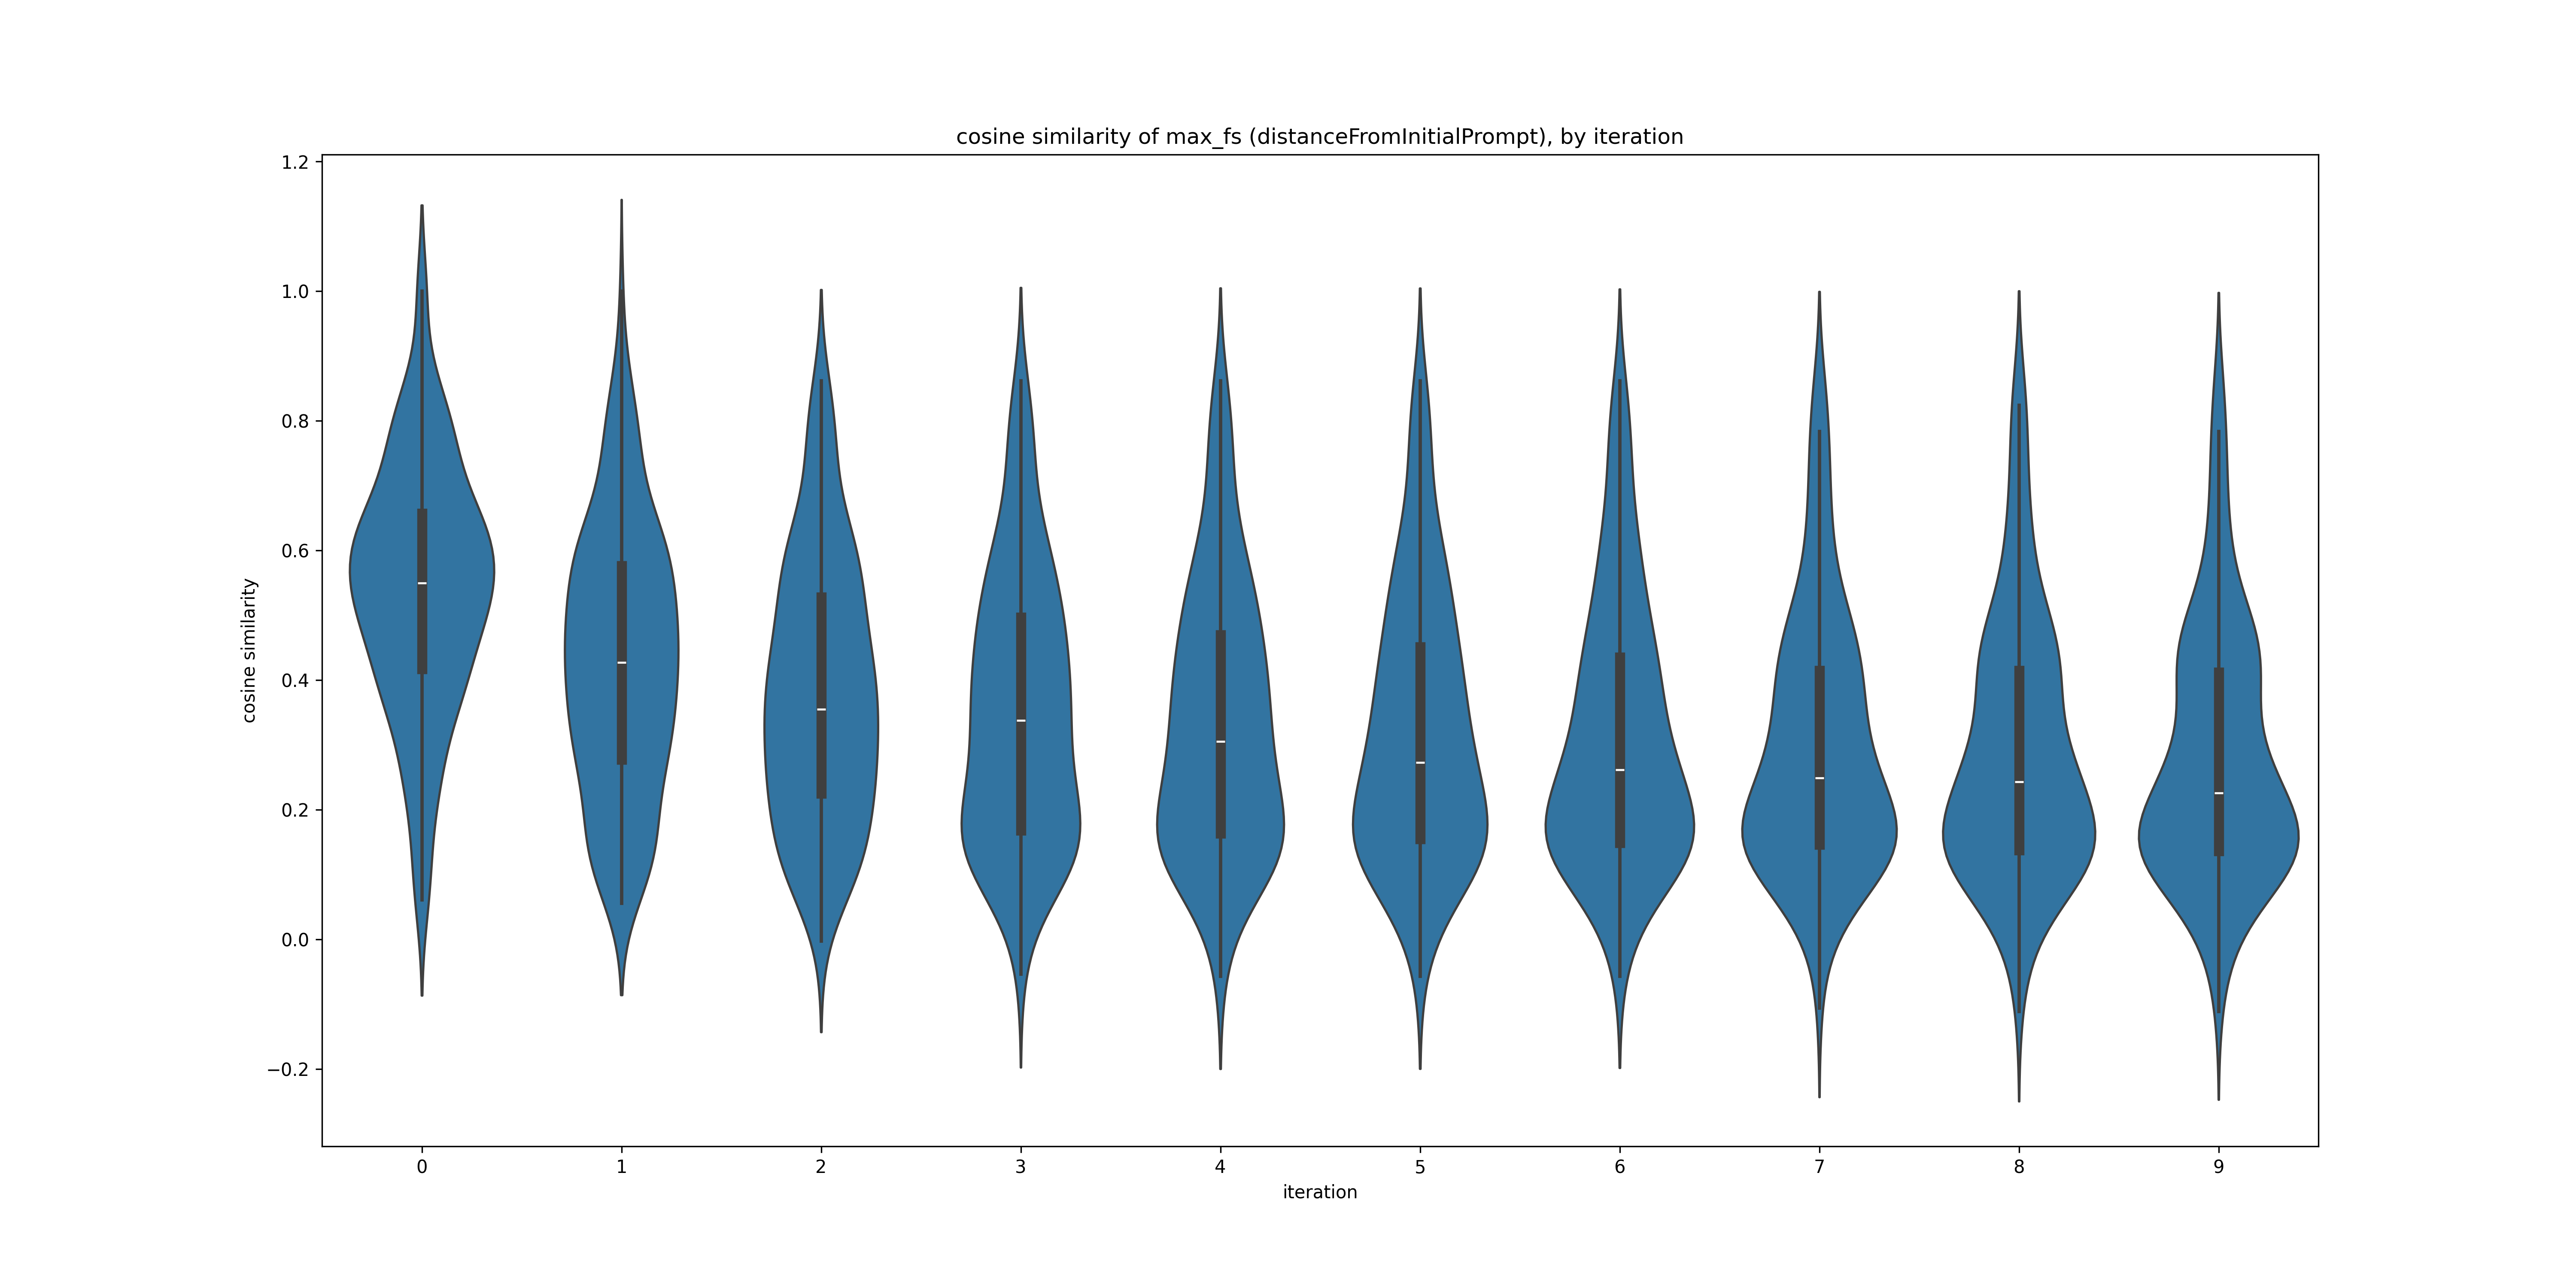 cosine similarity of max_fs (distanceFromInitialPrompt), by iteration
1.2
1.0
0.8
0.6
0.4
0.2
0.0
−0.2
cosine similarity
0 1 2 3 4 5 6 7 8 9
iteration